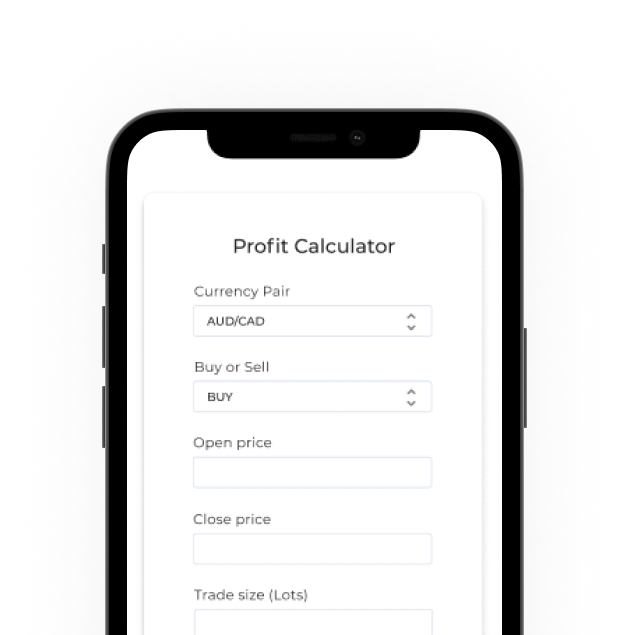 Profit Calculator
Currency Pair
AUD/CAD
Buy or Sell
BUY
Open price
Close price
Trade size (Lots)